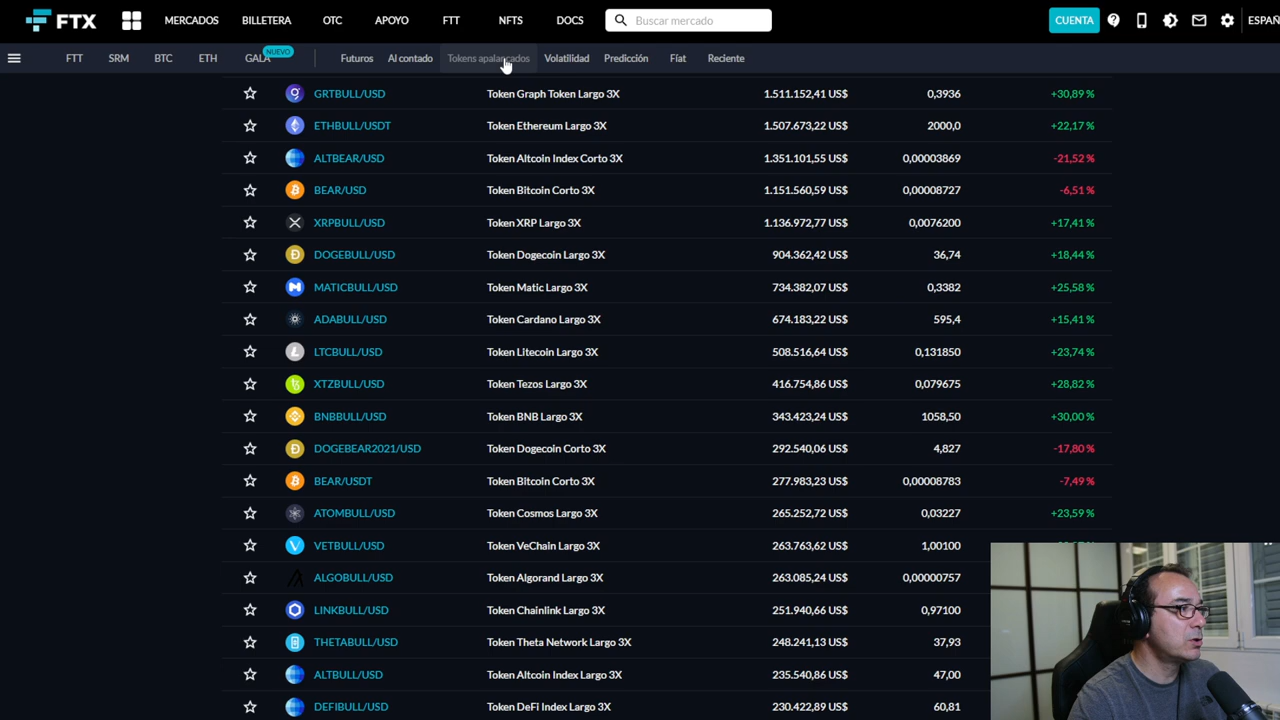 FTX MERCADOS BILLETERA OTC APOYO FTT NFTS DOCS Buscar mercado CUENTA ESPAÑ
FTT SRM BTC ETH GALA NUEVO Futuros Al contado Tokens apalancados Volatilidad Predicción Fiat Reciente
GRTBULL/USD Token Graph Token Largo 3X 1.511.152,41 US$ 0,3936 +30,89 %
ETHBULL/USDT Token Ethereum Largo 3X 1.507.673,22 US$ 2000,0 +22,17 %
ALTBEAR/USD Token Altcoin Index Corto 3X 1.351.101,55 US$ 0,00003869 -21,52 %
BEAR/USD Token Bitcoin Corto 3X 1.151.560,59 US$ 0,00008727 -6,51 %
XRPBULL/USD Token XRP Largo 3X 1.136.972,77 US$ 0,0076200 +17,41 %
DOGEBULL/USD Token Dogecoin Largo 3X 904.362,42 US$ 36,74 +18,44 %
MATICBULL/USD Token Matic Largo 3X 734.382,07 US$ 0,3382 +25,58 %
ADABULL/USD Token Cardano Largo 3X 674.183,22 US$ 595,4 +15,41 %
LTCBULL/USD Token Litecoin Largo 3X 508.516,64 US$ 0,131850 +23,74 %
XTZBULL/USD Token Tezos Largo 3X 416.754,86 US$ 0,079675 +28,82 %
BNBBULL/USD Token BNB Largo 3X 343.423,24 US$ 1058,50 +30,00 %
DOGEBEAR2021/USD Token Dogecoin Corto 3X 292.540,06 US$ 4,827 -17,80 %
BEAR/USDT Token Bitcoin Corto 3X 277.983,23 US$ 0,00008783 -7,49 %
ATOMBULL/USD Token Cosmos Largo 3X 265.252,72 US$ 0,03227 +23,59 %
VETBULL/USD Token VeChain Largo 3X 263.763,62 US$ 1,00100
ALGOBULL/USD Token Algorand Largo 3X 263.085,24 US$ 0,00000757
LINKBULL/USD Token Chainlink Largo 3X 251.940,66 US$ 0,97100
THETABULL/USD Token Theta Network Largo 3X 248.241,13 US$ 37,93
ALTBULL/USD Token Altcoin Index Largo 3X 235.540,86 US$ 47,00
DEFIBULL/USD Token DeFi Index Largo 3X 230.422,89 US$ 60,81